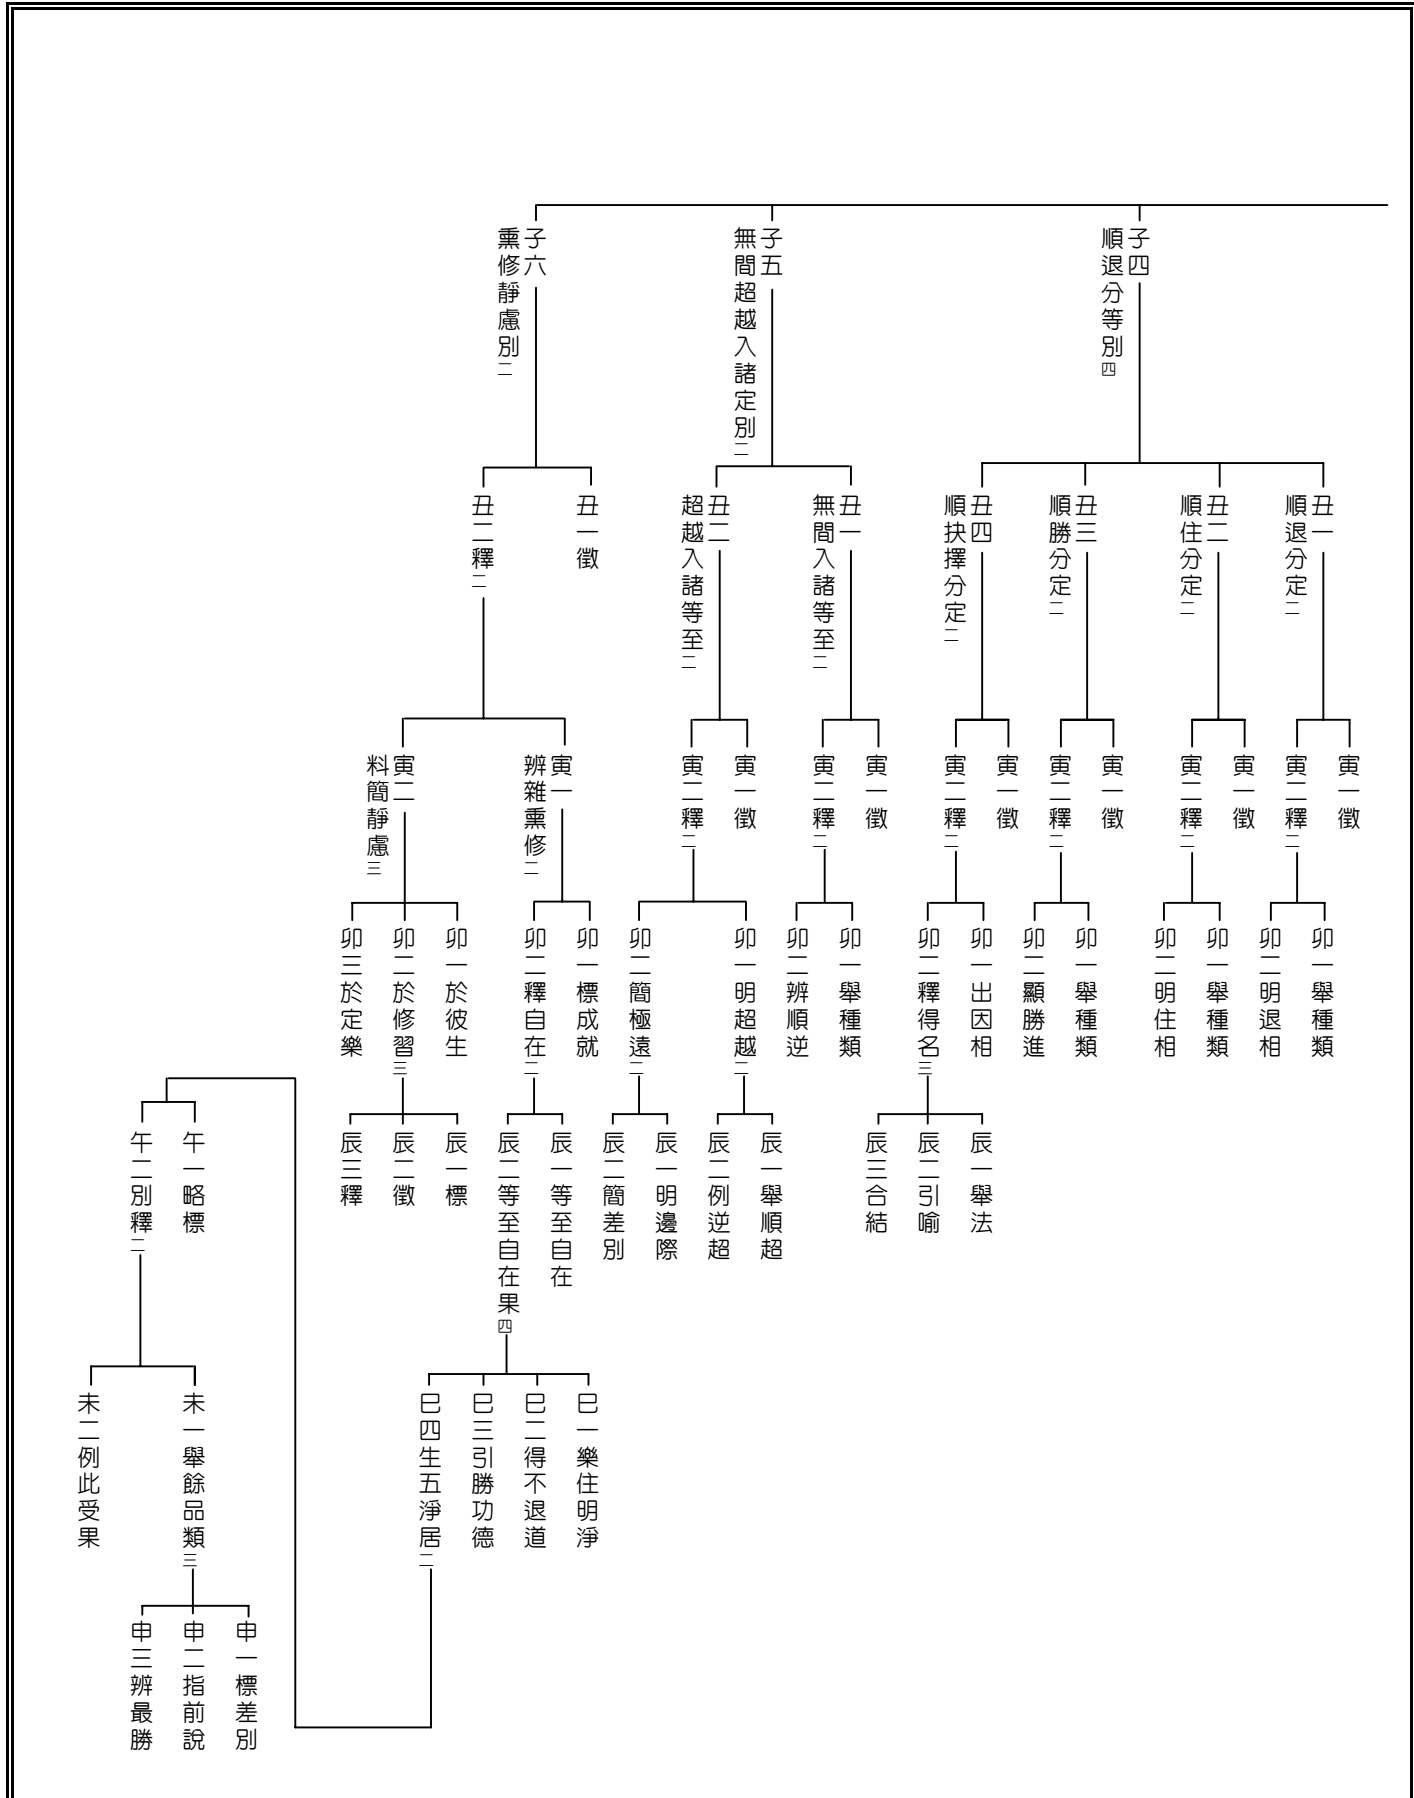 子四
順退分等別四
子五
無間超越入諸定別二
子六
熏修靜慮別二
丑一
順退分定二
丑二
順住分定二
丑三
順勝分定二
丑四
順抉擇分定二
丑一
無間入諸等至二
丑二
超越入諸等至二
丑一徵
丑二釋二
寅一徵
寅二釋二
寅一徵
寅二釋二
寅一徵
寅二釋二
寅一徵
寅二釋二
寅一徵
寅二釋二
寅一徵
寅二釋二
寅一
辨雜熏修二
寅二
料簡靜慮三
卯一舉種類
卯二明退相
卯一舉種類
卯二明住相
卯一舉種類
卯二顯勝進
卯一出因相
卯二釋得名三
卯一舉種類
卯二辨順逆
卯一明超越二
卯二簡極遠二
卯一標成就
卯二釋自在二
卯一於彼生
卯二於修習三
卯三於定樂
辰一舉法
辰二引喻
辰三合結
辰一舉順超
辰二例逆超
辰一明邊際
辰二簡差別
辰一等至自在
辰二等至自在果四
辰一標
辰二徵
辰三釋
巳一樂住明淨
巳二得不退道
巳三引勝功德
巳四生五淨居二
午一略標
午二別釋二
未一舉餘品類三
未二例此受果
申一標差別
申二指前說
申三辨最勝